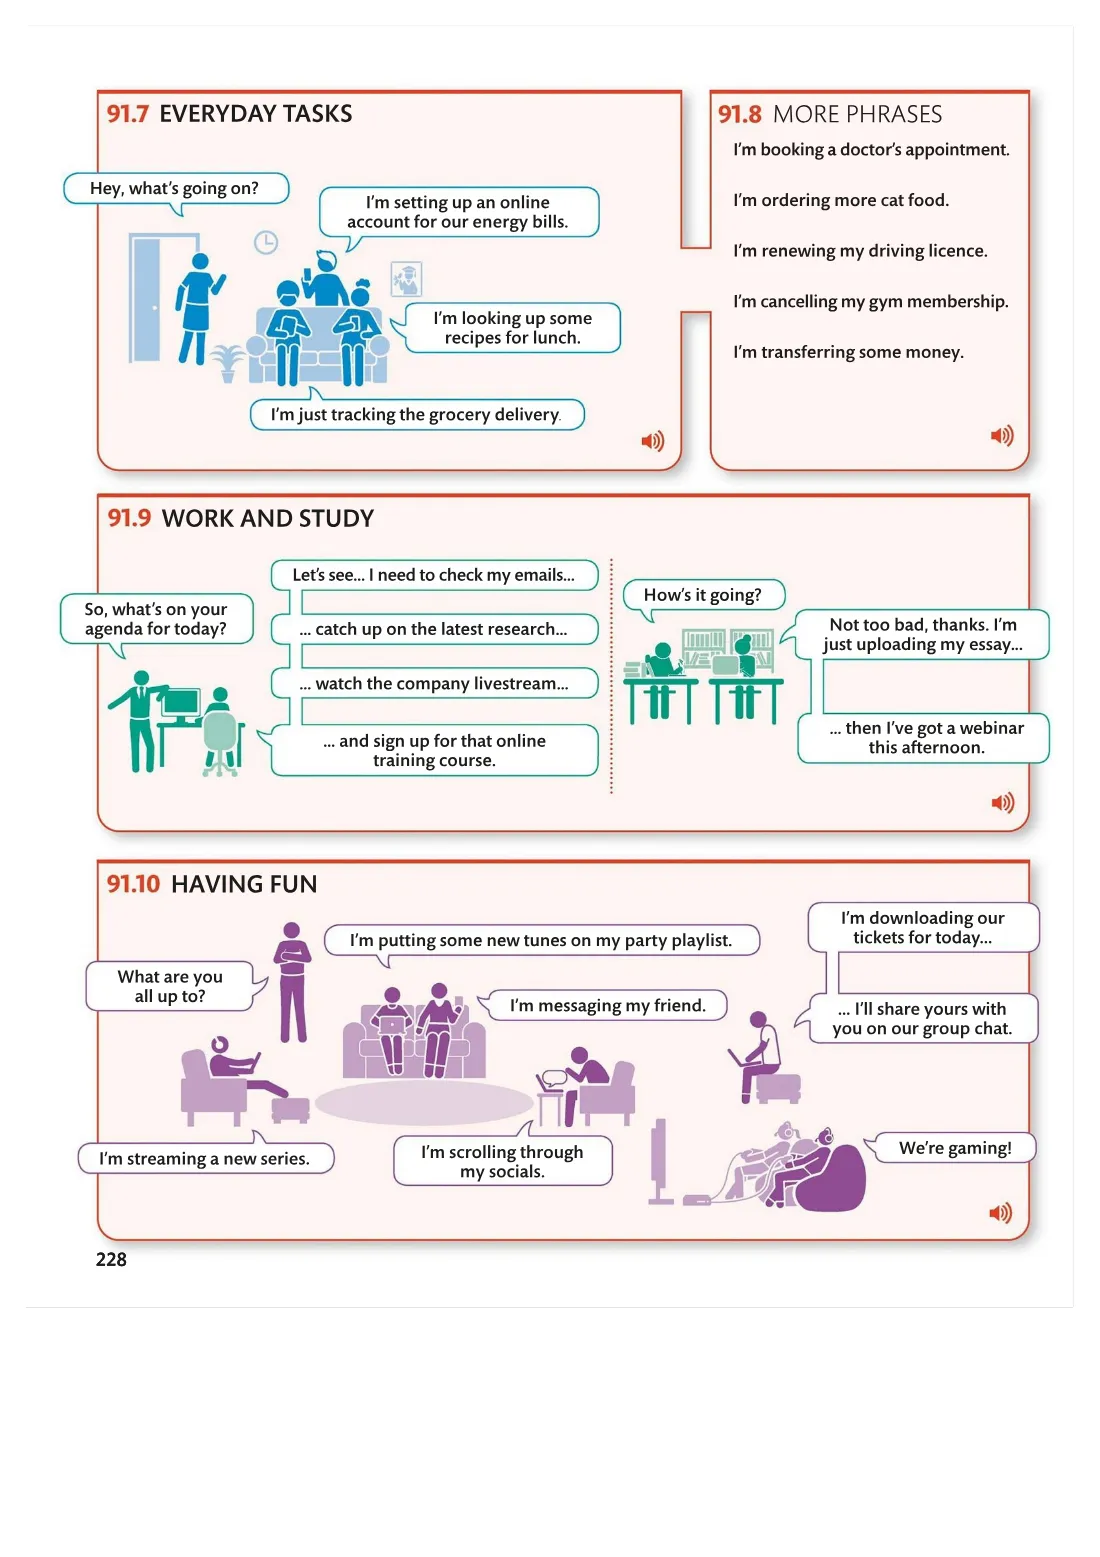 91.7 EVERYDAY TASKS
Hey, what's going on?
I'm setting up an online
account for our energy bills.
I'm looking up some
recipes for lunch.
I'm just tracking the grocery delivery.
91.8 MORE PHRASES
I'm booking a doctor's appointment.
I'm ordering more cat food.
I'm renewing my driving licence.
I'm cancelling my gym membership.
I'm transferring some money.
91.9 WORK AND STUDY
So, what's on your
agenda for today?
Let's see... I need to check my emails...
... catch up on the latest research...
... watch the company livestream...
... and sign up for that online
training course.
How's it going?
Not too bad, thanks. I'm
just uploading my essay...
... then I've got a webinar
this afternoon.
91.10 HAVING FUN
What are you
all up to?
I'm putting some new tunes on my party playlist.
I'm messaging my friend.
I'm downloading our
tickets for today...
... I'll share yours with
you on our group chat.
I'm streaming a new series.
I'm scrolling through
my socials.
We're gaming!
228